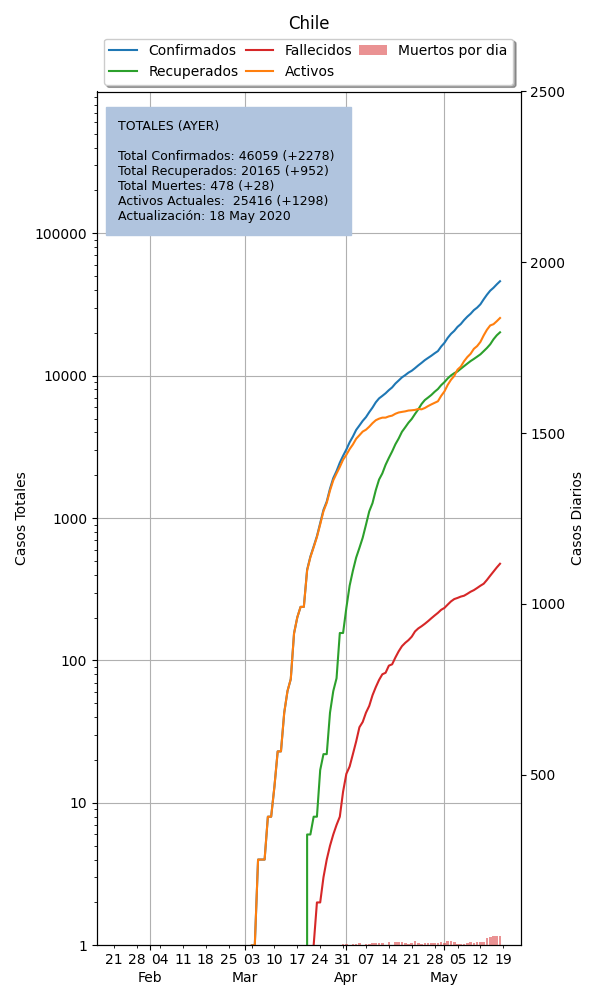 Chile
Confirmados Fallecidos Muertos por dia
Recuperados Activos
TOTALES (AYER)
Total Confirmados: 46059 (+2278)
Total Recuperados: 20165 (+952)
Total Muertes: 478 (+28)
Activos Actuales:  25416 (+1298)
Actualización: 18 May 2020
100000
10000
1000
100
10
1
Casos Totales
2500
2000
1500
1000
500
Casos Diarios
21 28 04 11 18 25 03 10 17 24 31 07 14 21 28 05 12 19
Feb Mar Apr May